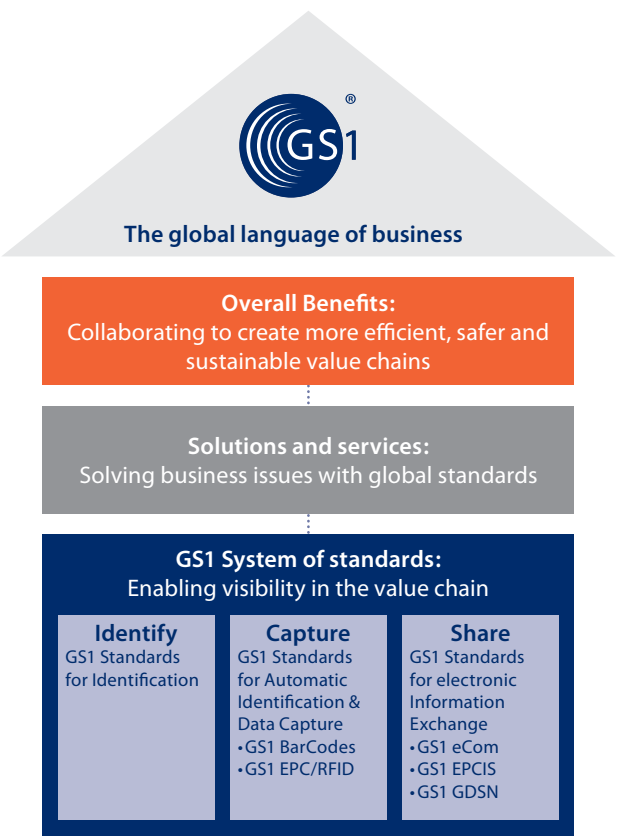 GS1®
The global language of business
Overall Benefits:
Collaborating to create more efficient, safer and
sustainable value chains
Solutions and services:
Solving business issues with global standards
GS1 System of standards:
Enabling visibility in the value chain
Identify
GS1 Standards
for Identification
Capture
GS1 Standards
for Automatic
Identification &
Data Capture
•GS1 BarCodes
•GS1 EPC/RFID
Share
GS1 Standards
for electronic
Information
Exchange
•GS1 eCom
•GS1 EPCIS
•GS1 GDSN